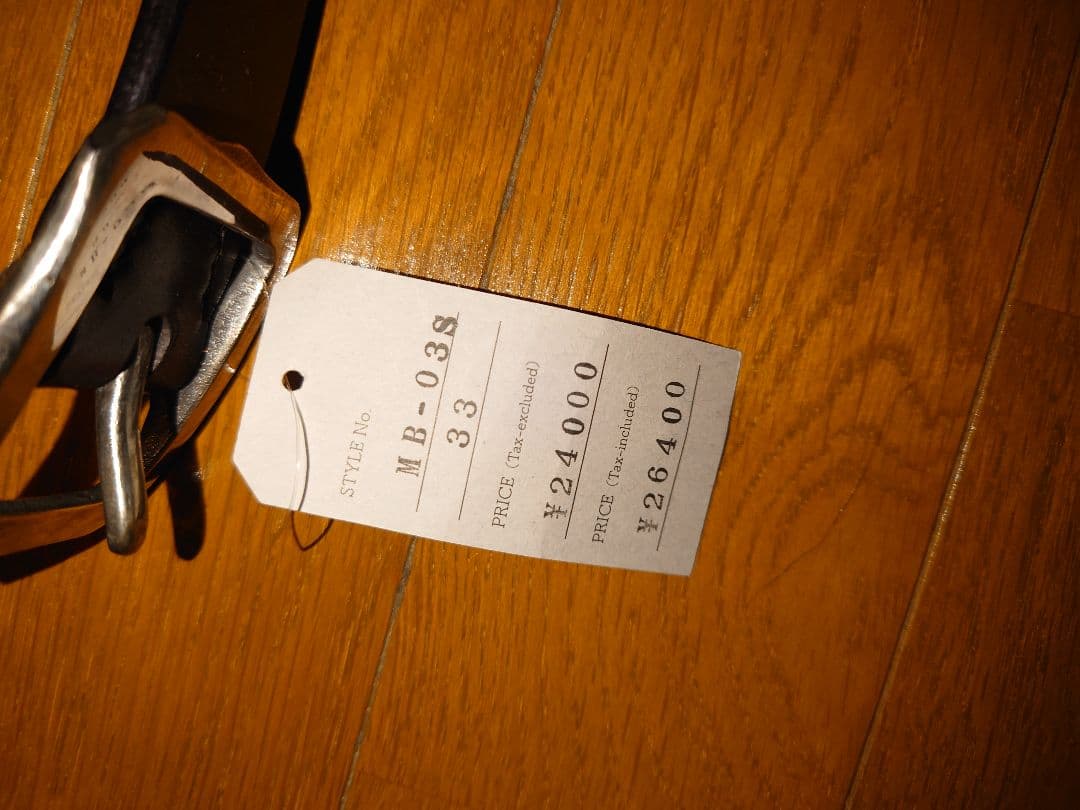 STYLE No.
MB-03S
33
PRICE (Tax-excluded)
¥24000
PRICE (Tax-included)
¥26400